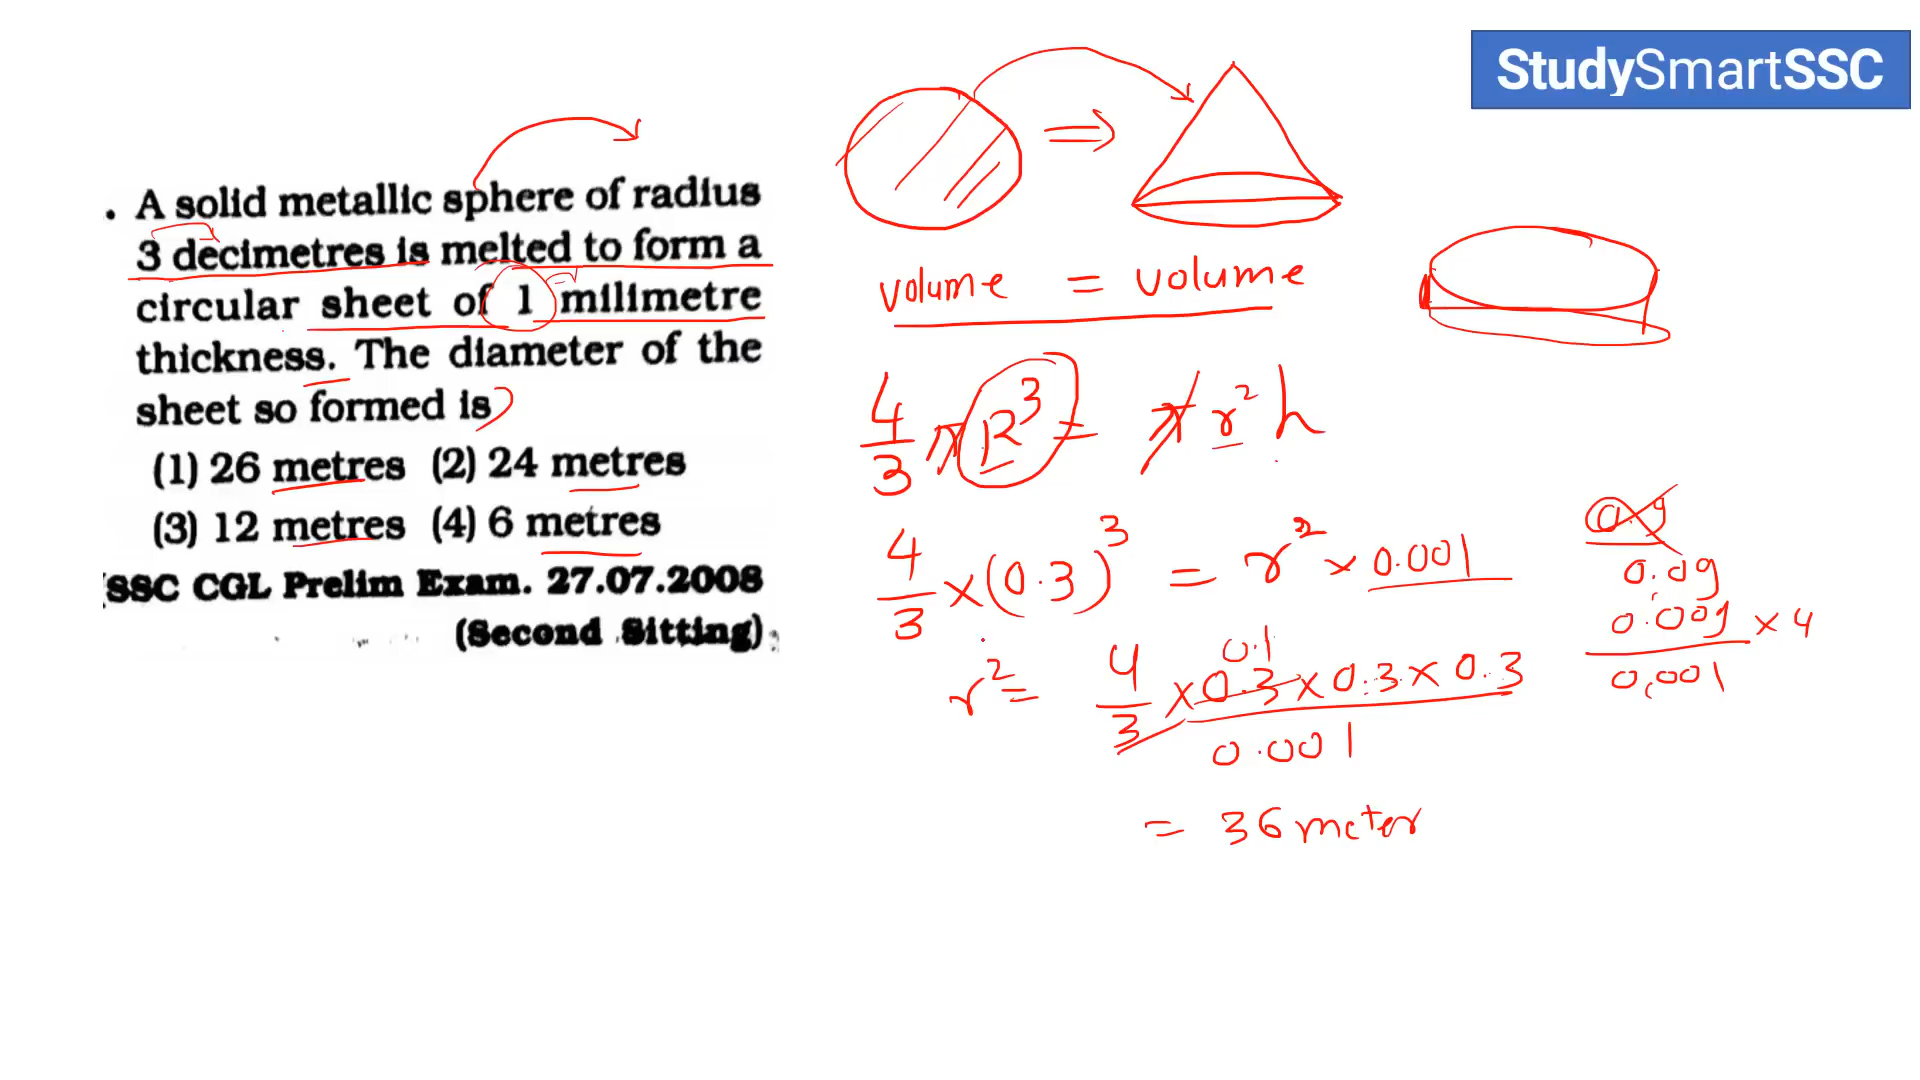 StudySmartSSC
. A solid metallic sphere of radius
3 decimetres is melted to form a
circular sheet of 1 milimetre
thickness. The diameter of the
sheet so formed is
(1) 26 metres (2) 24 metres
(3) 12 metres (4) 6 metres
(SSC CGL Prelim Exam. 27.07.2008
(Second Sitting)
volume = volume
4/3 π R³ = π r² h
4/3 × (0.3)³ = r² × 0.001
r² = 4/3 × 0.3 × 0.3 × 0.3 / 0.001
0.1
= 36 meter
0.09
0.009 × 4
0.001